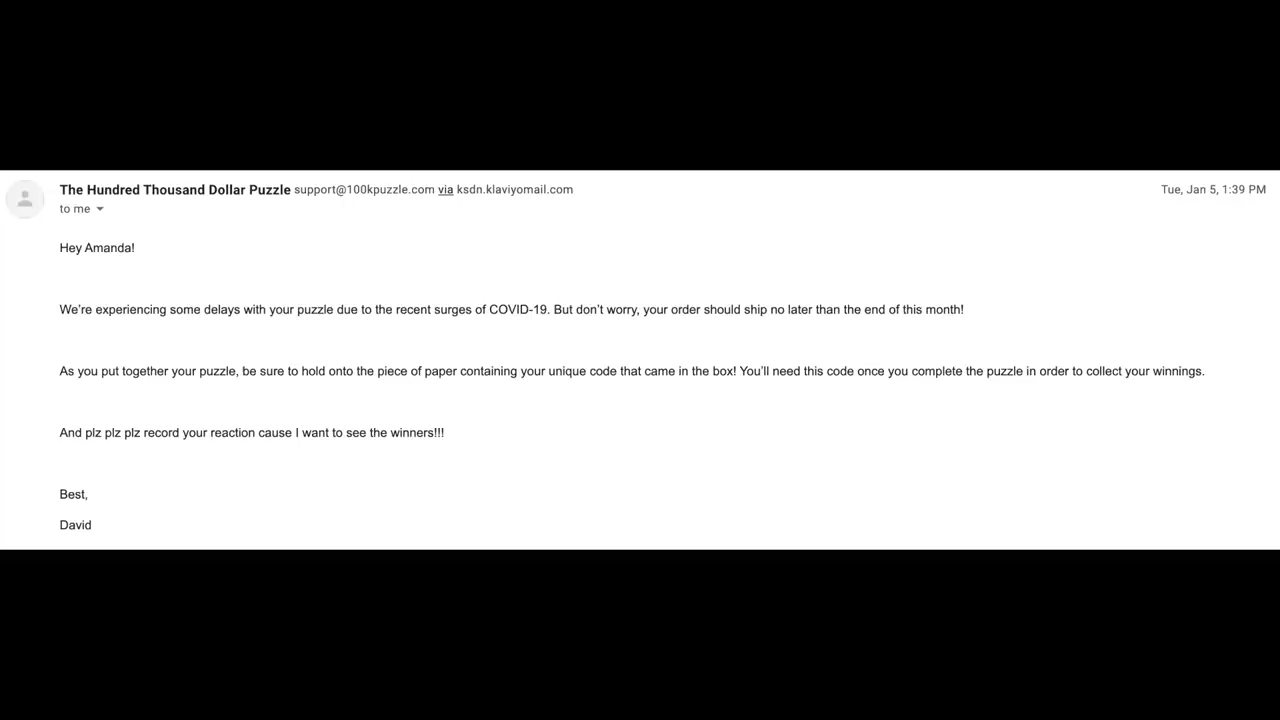 The Hundred Thousand Dollar Puzzle support@100kpuzzle.com via ksdn.klaviyomail.com Tue, Jan 5, 1:39 PM
to me
Hey Amanda!
We’re experiencing some delays with your puzzle due to the recent surges of COVID-19. But don’t worry, your order should ship no later than the end of this month!
As you put together your puzzle, be sure to hold onto the piece of paper containing your unique code that came in the box! You’ll need this code once you complete the puzzle in order to collect your winnings.
And plz plz plz record your reaction cause I want to see the winners!!!
Best,
David